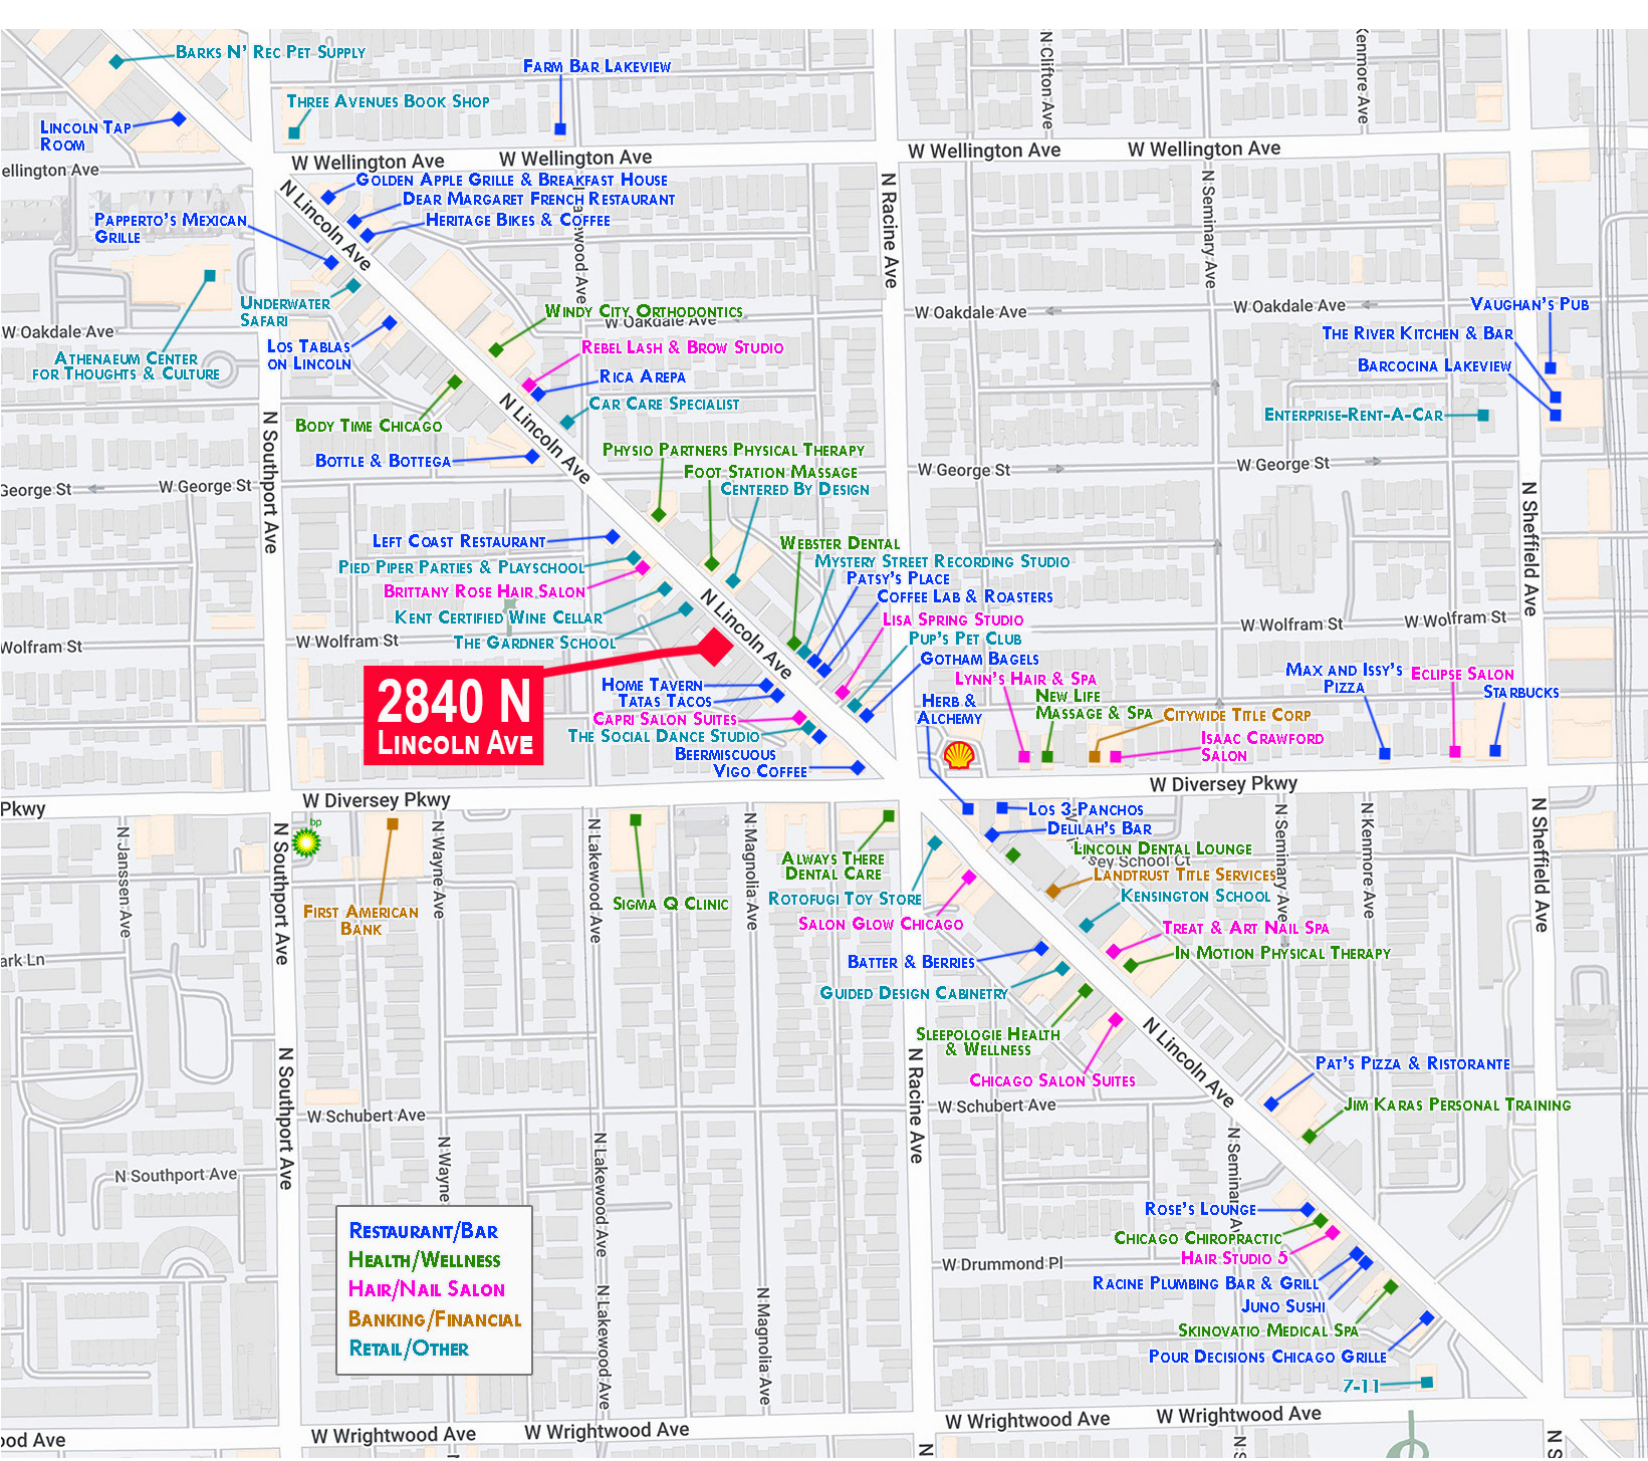 Barks N' Rec Pet Supply
Farm Bar Lakeview
N Clifton Ave
Kenmore Ave
Three Avenues Book Shop
Lincoln Tap
Room
W Wellington Ave
W Wellington Ave
W Wellington Ave
W Wellington Ave
ellington Ave
Golden Apple Grille & Breakfast House
Dear Margaret French Restaurant
Heritage Bikes & Coffee
N Lincoln Ave
Papperto's Mexican
Grille
N Racine Ave
N Seminary Ave
Underwater
Safari
W Oakdale Ave
Windy City Orthodontics
W Oakdale Ave
W Oakdale Ave
W Oakdale Ave
Vaughan's Pub
The River Kitchen & Bar
Barcocina Lakeview
Los Tablas
on Lincoln
Athenaeum Center
for Thoughts & Culture
Rebel Lash & Brow Studio
Rica Arepa
Car Care Specialist
Enterprise-Rent-A-Car
N Lincoln Ave
Body Time Chicago
N Southport Ave
Bottle & Bottega
Physio Partners Physical Therapy
Foot Station Massage
Centered By Design
George St
W George St
W George St
W George St
N Sheffield Ave
Left Coast Restaurant
Pied Piper Parties & Playschool
Brittany Rose Hair Salon
Kent Certified Wine Cellar
The Gardner School
Webster Dental
Mystery Street Recording Studio
Patsy's Place
Coffee Lab & Roasters
Lisa Spring Studio
Pup's Pet Club
Gotham Bagels
N Lincoln Ave
Wolfram St
W Wolfram St
W Wolfram St
W Wolfram St
2840 N
Lincoln Ave
Home Tavern
Tatas Tacos
Capri Salon Suites
The Social Dance Studio
Beermiscuous
Vigo Coffee
Lynn's Hair & Spa
New Life
Massage & Spa
Herb &
Alchemy
Citywide Title Corp
Isaac Crawford
Salon
Max and Issy's
Pizza
Eclipse Salon
Starbucks
W Diversey Pkwy
Pkwy
W Diversey Pkwy
bp
Los 3 Panchos
Delilah's Bar
Lincoln Dental Lounge
sey School Ct
Landtrust Title Services
Kensington School
N Janssen Ave
N Southport Ave
N Wayne Ave
N Lakewood Ave
N Magnolia Ave
N Seminary Ave
N Kenmore Ave
N Sheffield Ave
Always There
Dental Care
Rotofugi Toy Store
Salon Glow Chicago
First American
Bank
Sigma Q Clinic
Treat & Art Nail Spa
In Motion Physical Therapy
Batter & Berries
Guided Design Cabinetry
ark Ln
Sleepologie Health
& Wellness
Chicago Salon Suites
N Lincoln Ave
N Southport Ave
N Racine Ave
Pat's Pizza & Ristorante
Jim Karas Personal Training
W Schubert Ave
W Schubert Ave
N Wayne
N Lakewood Ave
N Southport Ave
Rose's Lounge
Chicago Chiropractic
Hair Studio 5
Racine Plumbing Bar & Grill
Juno Sushi
Skinovatio Medical Spa
Pour Decisions Chicago Grille
7-11
W Drummond Pl
Restaurant/Bar
Health/Wellness
Hair/Nail Salon
Banking/Financial
Retail/Other
N Lakewood Ave
N Magnolia Ave
W Wrightwood Ave
W Wrightwood Ave
W Wrightwood Ave
W Wrightwood Ave
ood Ave
N
N S